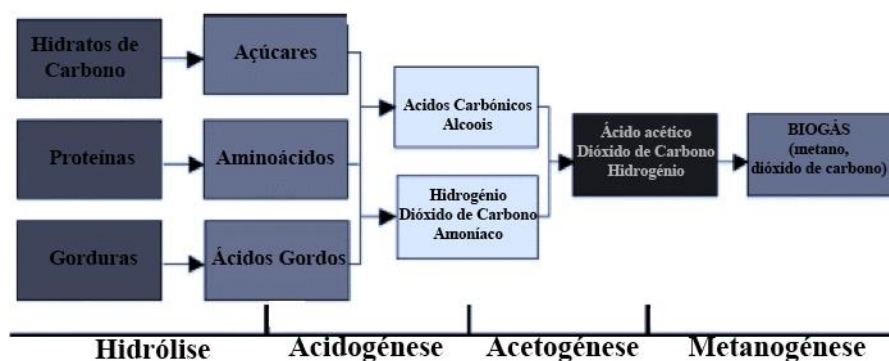 Hidratos de
Carbono
Açúcares
Proteínas
Aminoácidos
Gorduras
Ácidos Gordos
Acidos Carbónicos
Alcoois
Hidrogénio
Dióxido de Carbono
Amoníaco
Ácido acético
Dióxido de Carbono
Hidrogénio
BIOGÁS
(metano,
dióxido de carbono)
Hidrólise
Acidogénese
Acetogénese
Metanogénese